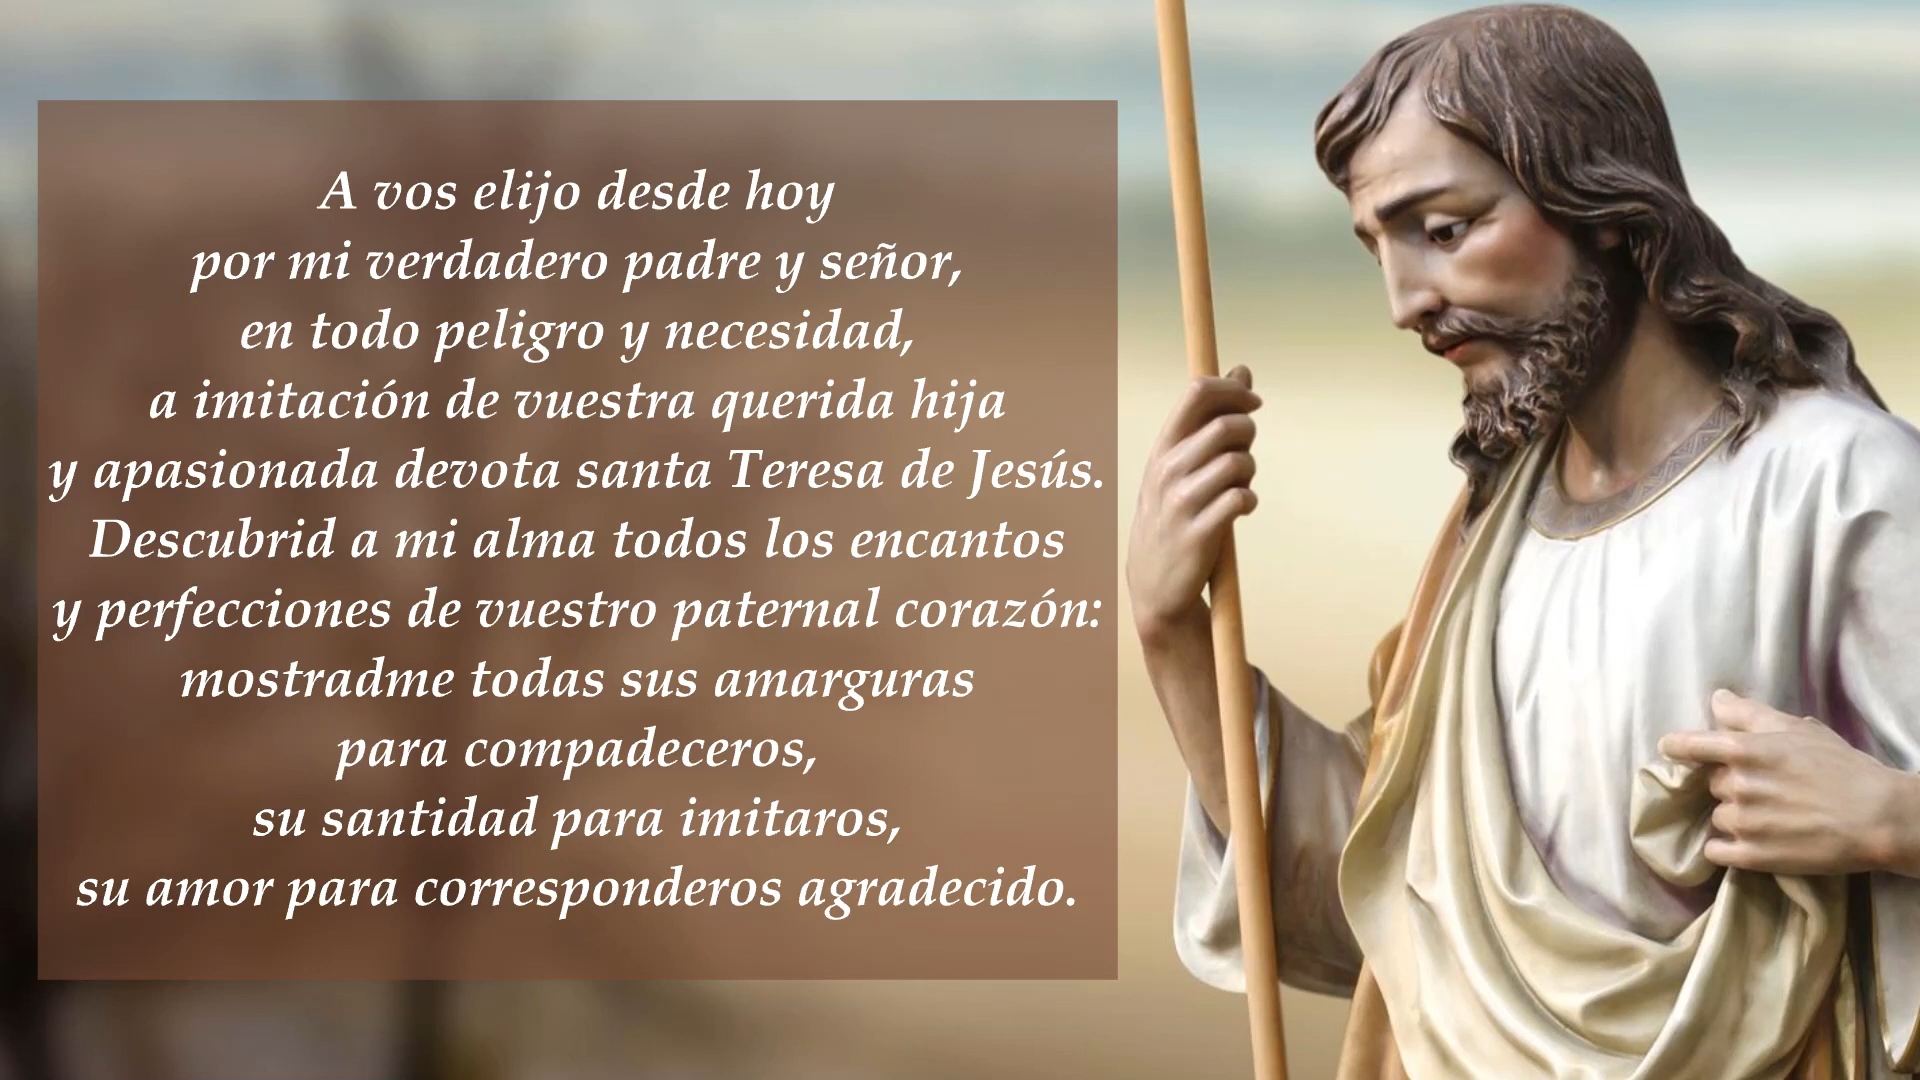 A vos elijo desde hoy
por mi verdadero padre y señor,
en todo peligro y necesidad,
a imitación de vuestra querida hija
y apasionada devota santa Teresa de Jesús.
Descubrid a mi alma todos los encantos
y perfecciones de vuestro paternal corazón:
mostradme todas sus amarguras
para compadeceros,
su santidad para imitaros,
su amor para corresponderos agradecido.